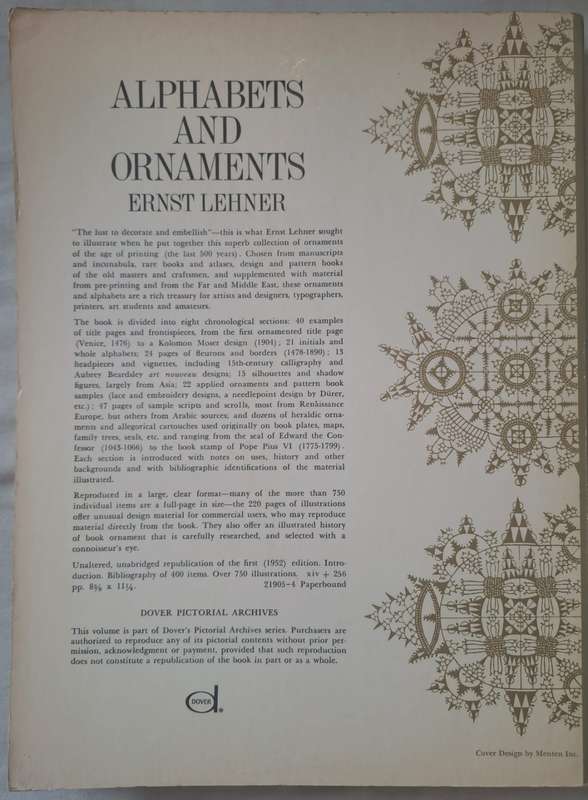 ALPHABETS
AND
ORNAMENTS
ERNST LEHNER
"The lust to decorate and embellish"—this is what Ernst Lehner sought
to illustrate when he put together this superb collection of ornaments
of the age of printing (the last 500 years). Chosen from manuscripts
and incunabula, rare books and atlases, design and pattern books
of the old masters and craftsmen, and supplemented with material
from pre-printing and from the Far and Middle East, these ornaments
and alphabets are a rich treasury for artists and designers, typographers,
printers, art students and amateurs.
The book is divided into eight chronological sections: 40 examples
of title pages and frontispieces, from the first ornamented title page
(Venice, 1476) to a Kolomon Moser design (1904); 21 initials and
whole alphabets; 24 pages of fleurons and borders (1478-1890); 13
headpieces and vignettes, including 15th-century calligraphy and
Aubrey Beardsley art nouveau designs; 15 silhouettes and shadow
figures, largely from Asia; 22 applied ornaments and pattern book
samples (lace and embroidery designs, a needlepoint design by Dürer,
etc.); 47 pages of sample scripts and scrolls, most from Renaissance
Europe, but others from Arabic sources, and dozens of heraldic orna-
ments and allegorical cartouches used originally on book plates, maps,
family trees, seals, etc. and ranging from the seal of Edward the Con-
fessor (1043-1066) to the book stamp of Pope Pius VI (1775-1799).
Each section is introduced with notes on uses, history and other
backgrounds and with bibliographic identifications of the material
illustrated.
Reproduced in a large, clear format—many of the more than 750
individual items are a full-page in size—the 220 pages of illustrations
offer unusual design material for commercial users, who may reproduce
material directly from the book. They also offer an illustrated history
of book ornament that is carefully researched, and selected with a
connoisseur's eye.
Unaltered, unabridged republication of the first (1952) edition. Intro-
duction. Bibliography of 400 items. Over 750 illustrations. xiv + 256
pp. 8⅜ x 11¼. 21905-4 Paperbound
DOVER PICTORIAL ARCHIVES
This volume is part of Dover's Pictorial Archives series. Purchasers are
authorized to reproduce any of its pictorial contents without prior per-
mission, acknowledgment or payment, provided that such reproduction
does not constitute a republication of the book in part or as a whole.
DOVER ®
Cover Design by Menten Inc.